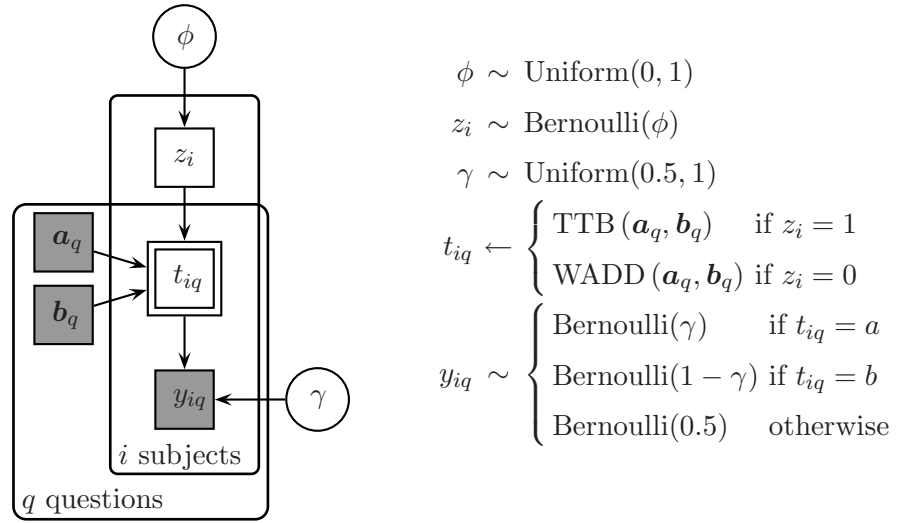 ϕ
z_i
a_q
t_iq
b_q
y_iq
γ
i subjects
q questions
ϕ ∼ Uniform(0, 1)
z_i ∼ Bernoulli(ϕ)
γ ∼ Uniform(0.5, 1)
t_iq ← { TTB (a_q, b_q) if z_i = 1
WADD (a_q, b_q) if z_i = 0
y_iq ∼ { Bernoulli(γ) if t_iq = a
Bernoulli(1 − γ) if t_iq = b
Bernoulli(0.5) otherwise